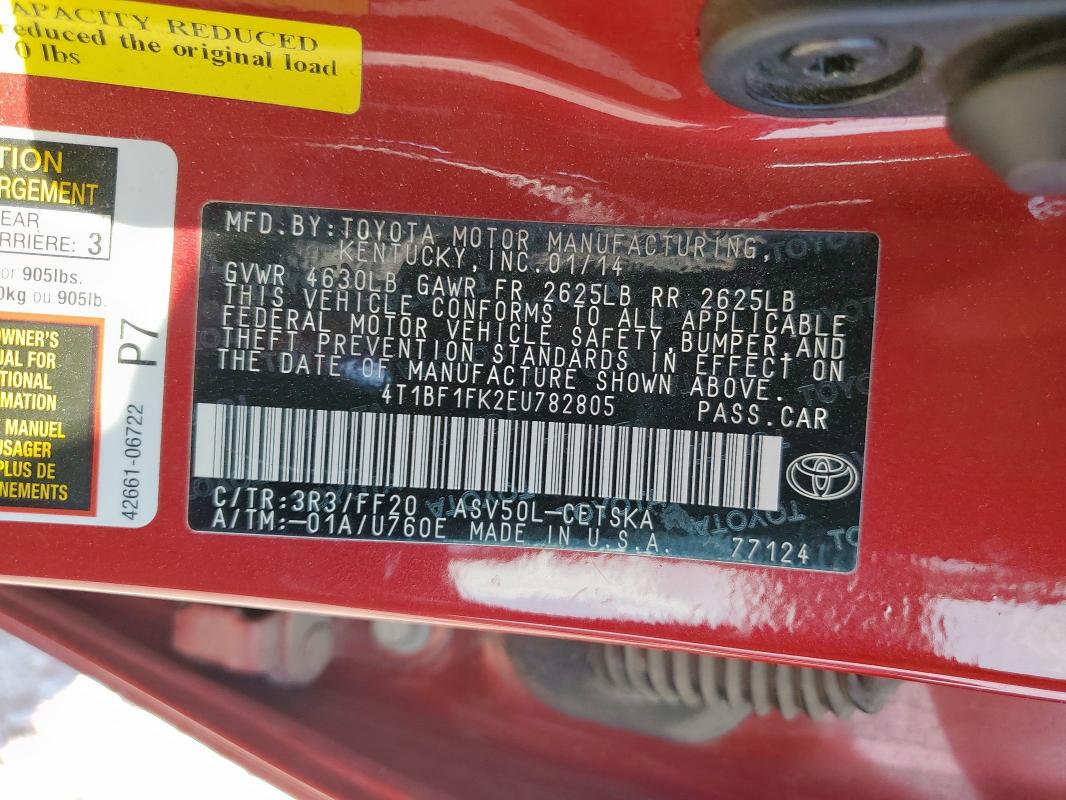 APACITY REDUCED
educed the original load
0 lbs
TION
RGEMENT
EAR
ARRIÈRE: 3
or 905lbs.
0kg ou 905lb.
OWNER'S
UAL FOR
TIONAL
MATION
MANUEL
USAGER
PLUS DE
NEMENTS
P7
42661-06722
MFD.BY:TOYOTA MOTOR MANUFACTURING,
KENTUCKY,INC.01/14
GVWR 4630LB GAWR FR 2625LB RR 2625LB
THIS VEHICLE CONFORMS TO ALL APPLICABLE
FEDERAL MOTOR VEHICLE SAFETY,BUMPER,AND
THEFT PREVENTION STANDARDS IN EFFECT ON
THE DATE OF MANUFACTURE SHOWN ABOVE.
4T1BF1FK2EU782805 PASS.CAR
C/TR:3R3/FF20 ASV50L-CETSKA
A/TM:-01A/U760E MADE IN U.S.A. 77124